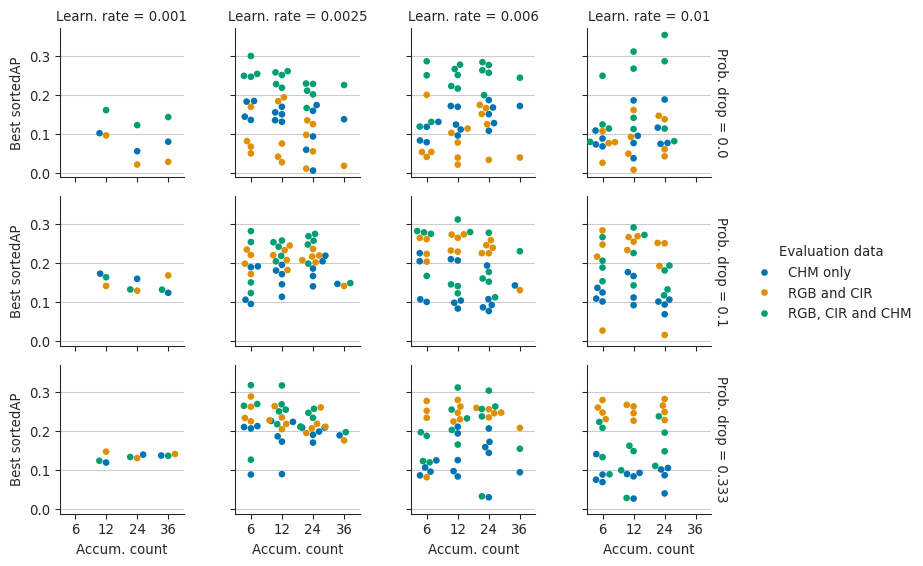 Learn. rate = 0.001 Learn. rate = 0.0025 Learn. rate = 0.006 Learn. rate = 0.01
Best sortedAP
0.3
0.2
0.1
0.0
Prob. drop = 0.0
Best sortedAP
0.3
0.2
0.1
0.0
Prob. drop = 0.1
Evaluation data
CHM only
RGB and CIR
RGB, CIR and CHM
Best sortedAP
0.3
0.2
0.1
0.0
Prob. drop = 0.333
6 12 24 36 6 12 24 36 6 12 24 36 6 12 24 36
Accum. count Accum. count Accum. count Accum. count